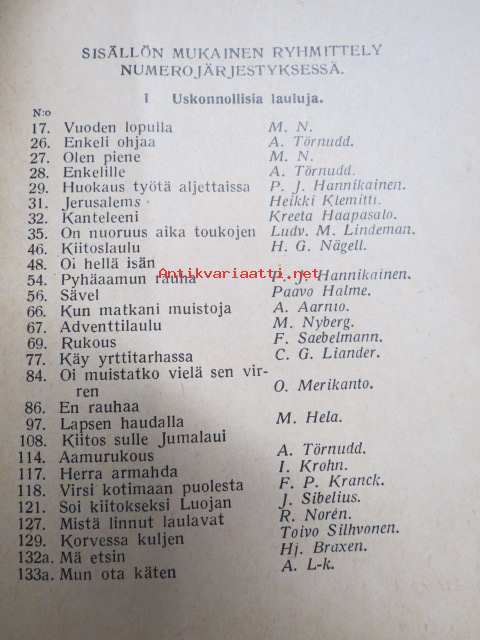 SISÄLLÖN MUKAINEN RYHMITTELY
NUMEROJÄRJESTYKSESSÄ.
I Uskonnollisia lauluja.
N:o
17. Vuoden lopulla M. N.
26. Enkeli ohjaa A. Törnudd.
27. Olen piene M. N.
28. Enkelille A. Törnudd.
29. Huokaus työtä aljettaissa P. J. Hannikainen.
31. Jerusalems Heikki Klemitti.
32. Kanteleeni Kreeta Haapasalo.
35. On nuoruus aika toukojen Ludv. M. Lindeman.
46. Kiitoslaulu H. G. Nägell.
48. Oi hellä isän
Antikvariaatti.net
54. Pyhäaamun rauha P. J. Hannikainen.
56. Sävel Paavo Halme.
66. Kun matkani muistoja A. Aarnto.
67. Adventtilaulu M. Nyberg.
69. Rukous F. Saebelmann.
77. Käy yrttitarhassa C. G. Liander.
84. Oi muistatko vielä sen vir-
ren O. Merikanto.
86. En rauhaa
97. Lapsen haudalla M. Hela.
108. Kiitos sulle Jumalaui
114. Aamurukous A. Törnudd.
117. Herra armahda I. Krohn.
118. Virsi kotimaan puolesta F. P. Kranck.
121. Soi kiitokseksi Luojan J. Sibelius.
127. Mistä linnut laulavat R. Norén.
129. Korvessa kuljen Toivo Silhvonen.
132a. Mä etsin Hj. Braxen.
133a. Mun ota käten A. L-k.